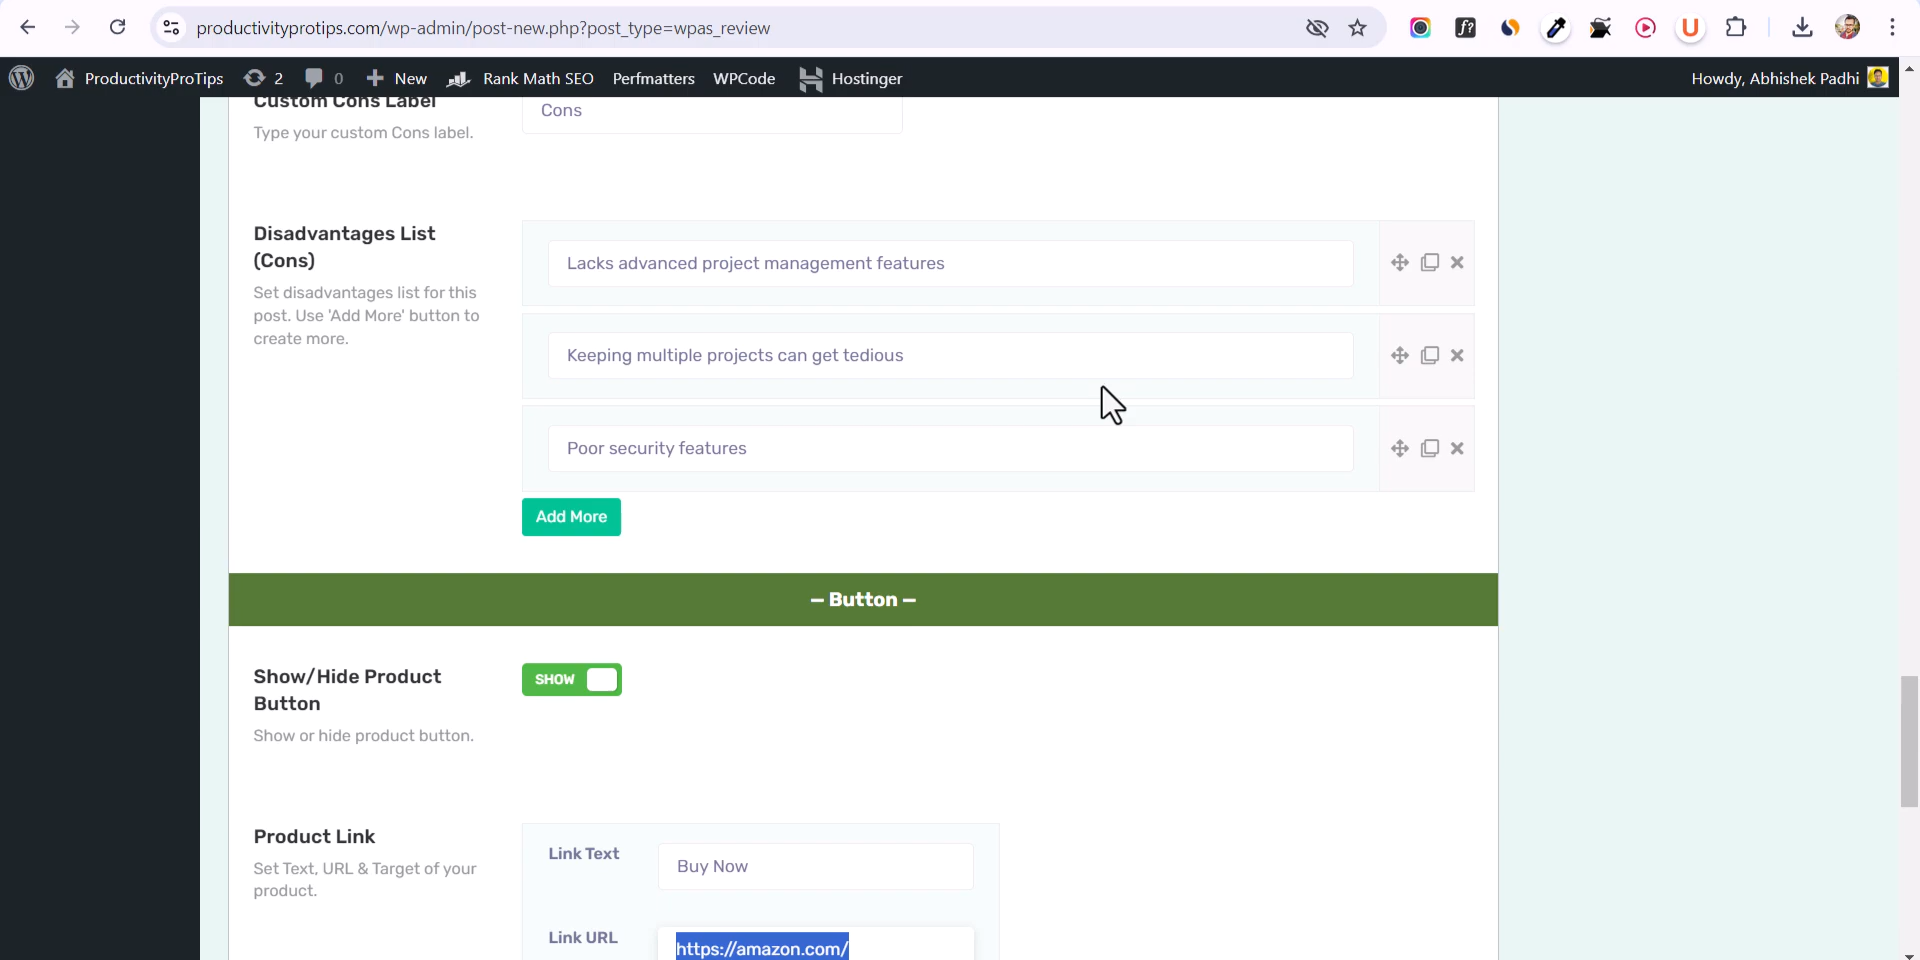 productivityprotips.com/wp-admin/post-new.php?post_type=wpas_review
ProductivityProTips 2 0 New Rank Math SEO Perfmatters WPCode Hostinger Howdy, Abhishek Padhi
Custom Cons Label
Cons
Type your custom Cons label.
Disadvantages List
(Cons)
Set disadvantages list for this
post. Use 'Add More' button to
create more.
Lacks advanced project management features
Keeping multiple projects can get tedious
Poor security features
Add More
– Button –
Show/Hide Product
Button
SHOW
Show or hide product button.
Product Link
Set Text, URL & Target of your
product.
Link Text
Buy Now
Link URL
https://amazon.com/